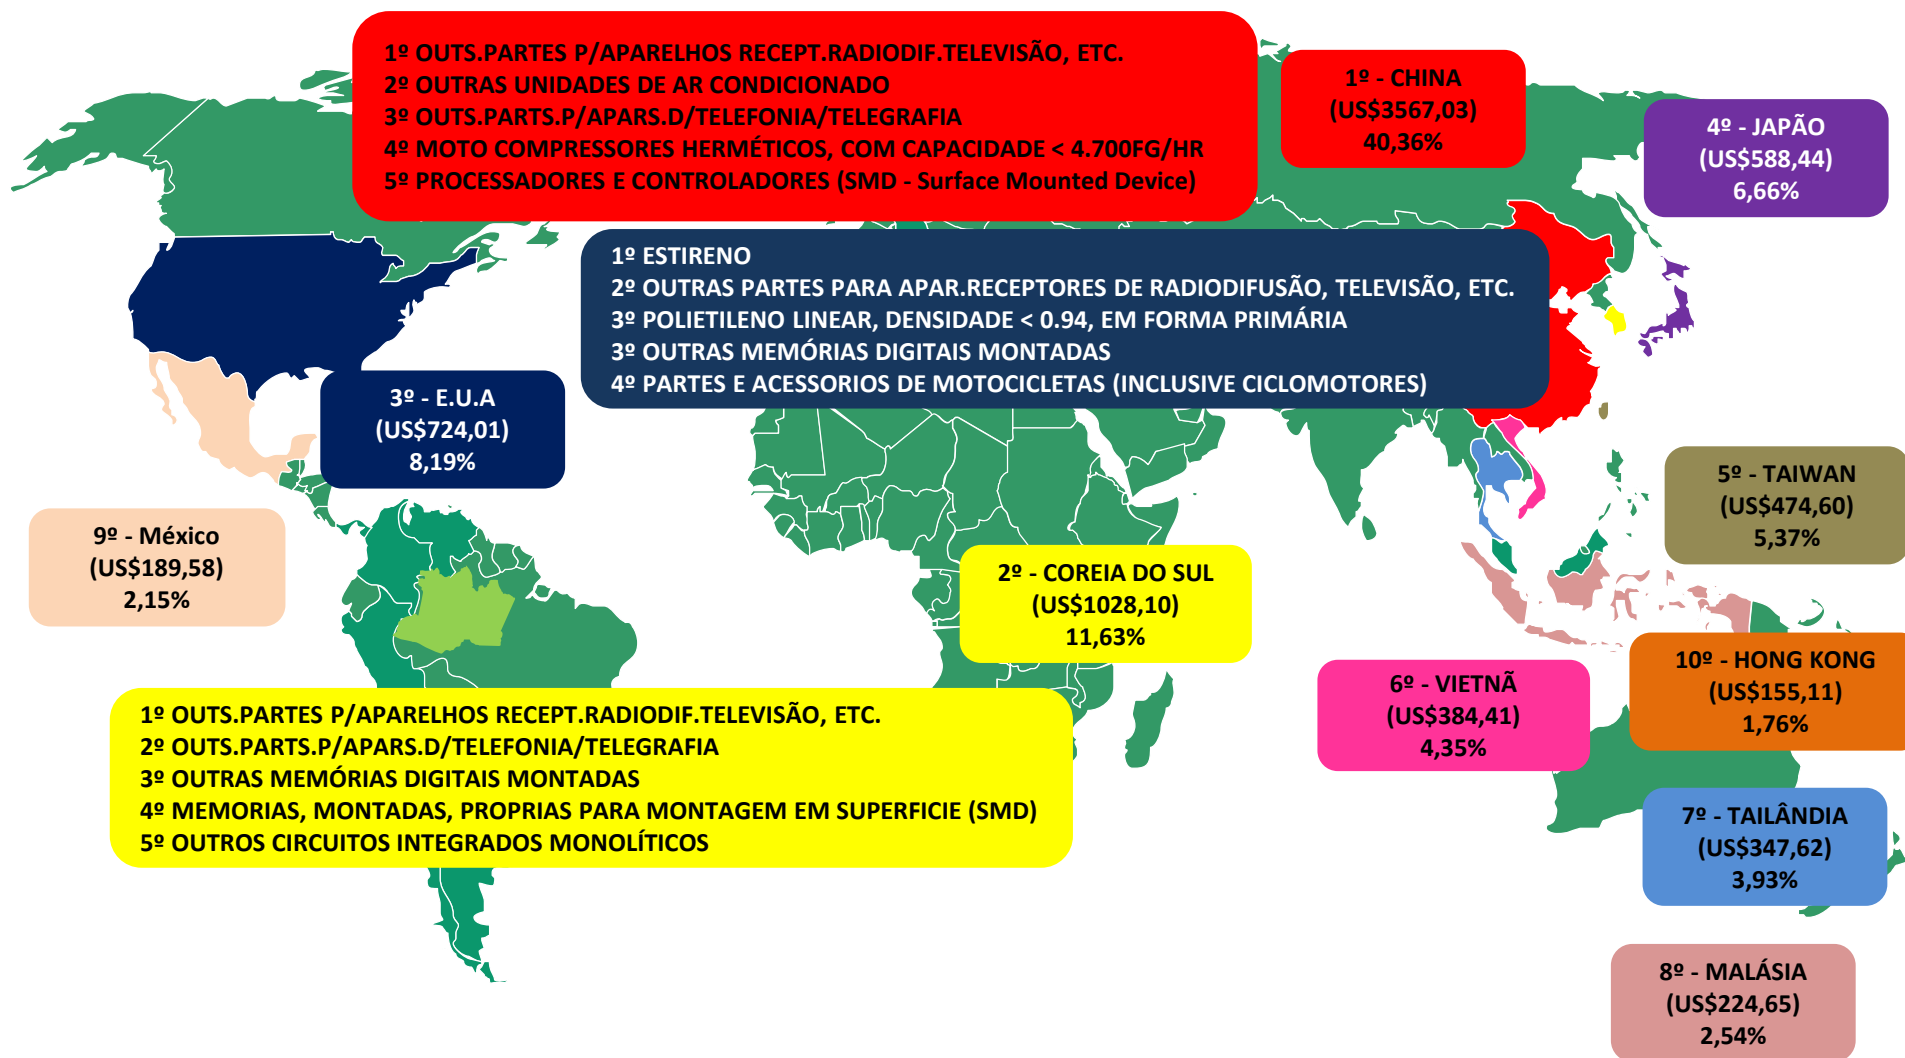 1º OUTS.PARTES P/APARELHOS RECEPT.RADIODIF.TELEVISÃO, ETC.
2º OUTRAS UNIDADES DE AR CONDICIONADO
3º OUTS.PARTS.P/APARS.D/TELEFONIA/TELEGRAFIA
4º MOTO COMPRESSORES HERMÉTICOS, COM CAPACIDADE < 4.700FG/HR
5º PROCESSADORES E CONTROLADORES (SMD - Surface Mounted Device)
1º - CHINA
(US$3567,03)
40,36%
4º - JAPÃO
(US$588,44)
6,66%
1º ESTIRENO
2º OUTRAS PARTES PARA APAR.RECEPTORES DE RADIODIFUSÃO, TELEVISÃO, ETC.
3º POLIETILENO LINEAR, DENSIDADE < 0.94, EM FORMA PRIMÁRIA
3º OUTRAS MEMÓRIAS DIGITAIS MONTADAS
4º PARTES E ACESSORIOS DE MOTOCICLETAS (INCLUSIVE CICLOMOTORES)
3º - E.U.A
(US$724,01)
8,19%
5º - TAIWAN
(US$474,60)
5,37%
9º - México
(US$189,58)
2,15%
2º - COREIA DO SUL
(US$1028,10)
11,63%
10º - HONG KONG
(US$155,11)
1,76%
6º - VIETNÃ
(US$384,41)
4,35%
1º OUTS.PARTES P/APARELHOS RECEPT.RADIODIF.TELEVISÃO, ETC.
2º OUTS.PARTS.P/APARS.D/TELEFONIA/TELEGRAFIA
3º OUTRAS MEMÓRIAS DIGITAIS MONTADAS
4º MEMORIAS, MONTADAS, PROPRIAS PARA MONTAGEM EM SUPERFICIE (SMD)
5º OUTROS CIRCUITOS INTEGRADOS MONOLÍTICOS
7º - TAILÂNDIA
(US$347,62)
3,93%
8º - MALÁSIA
(US$224,65)
2,54%